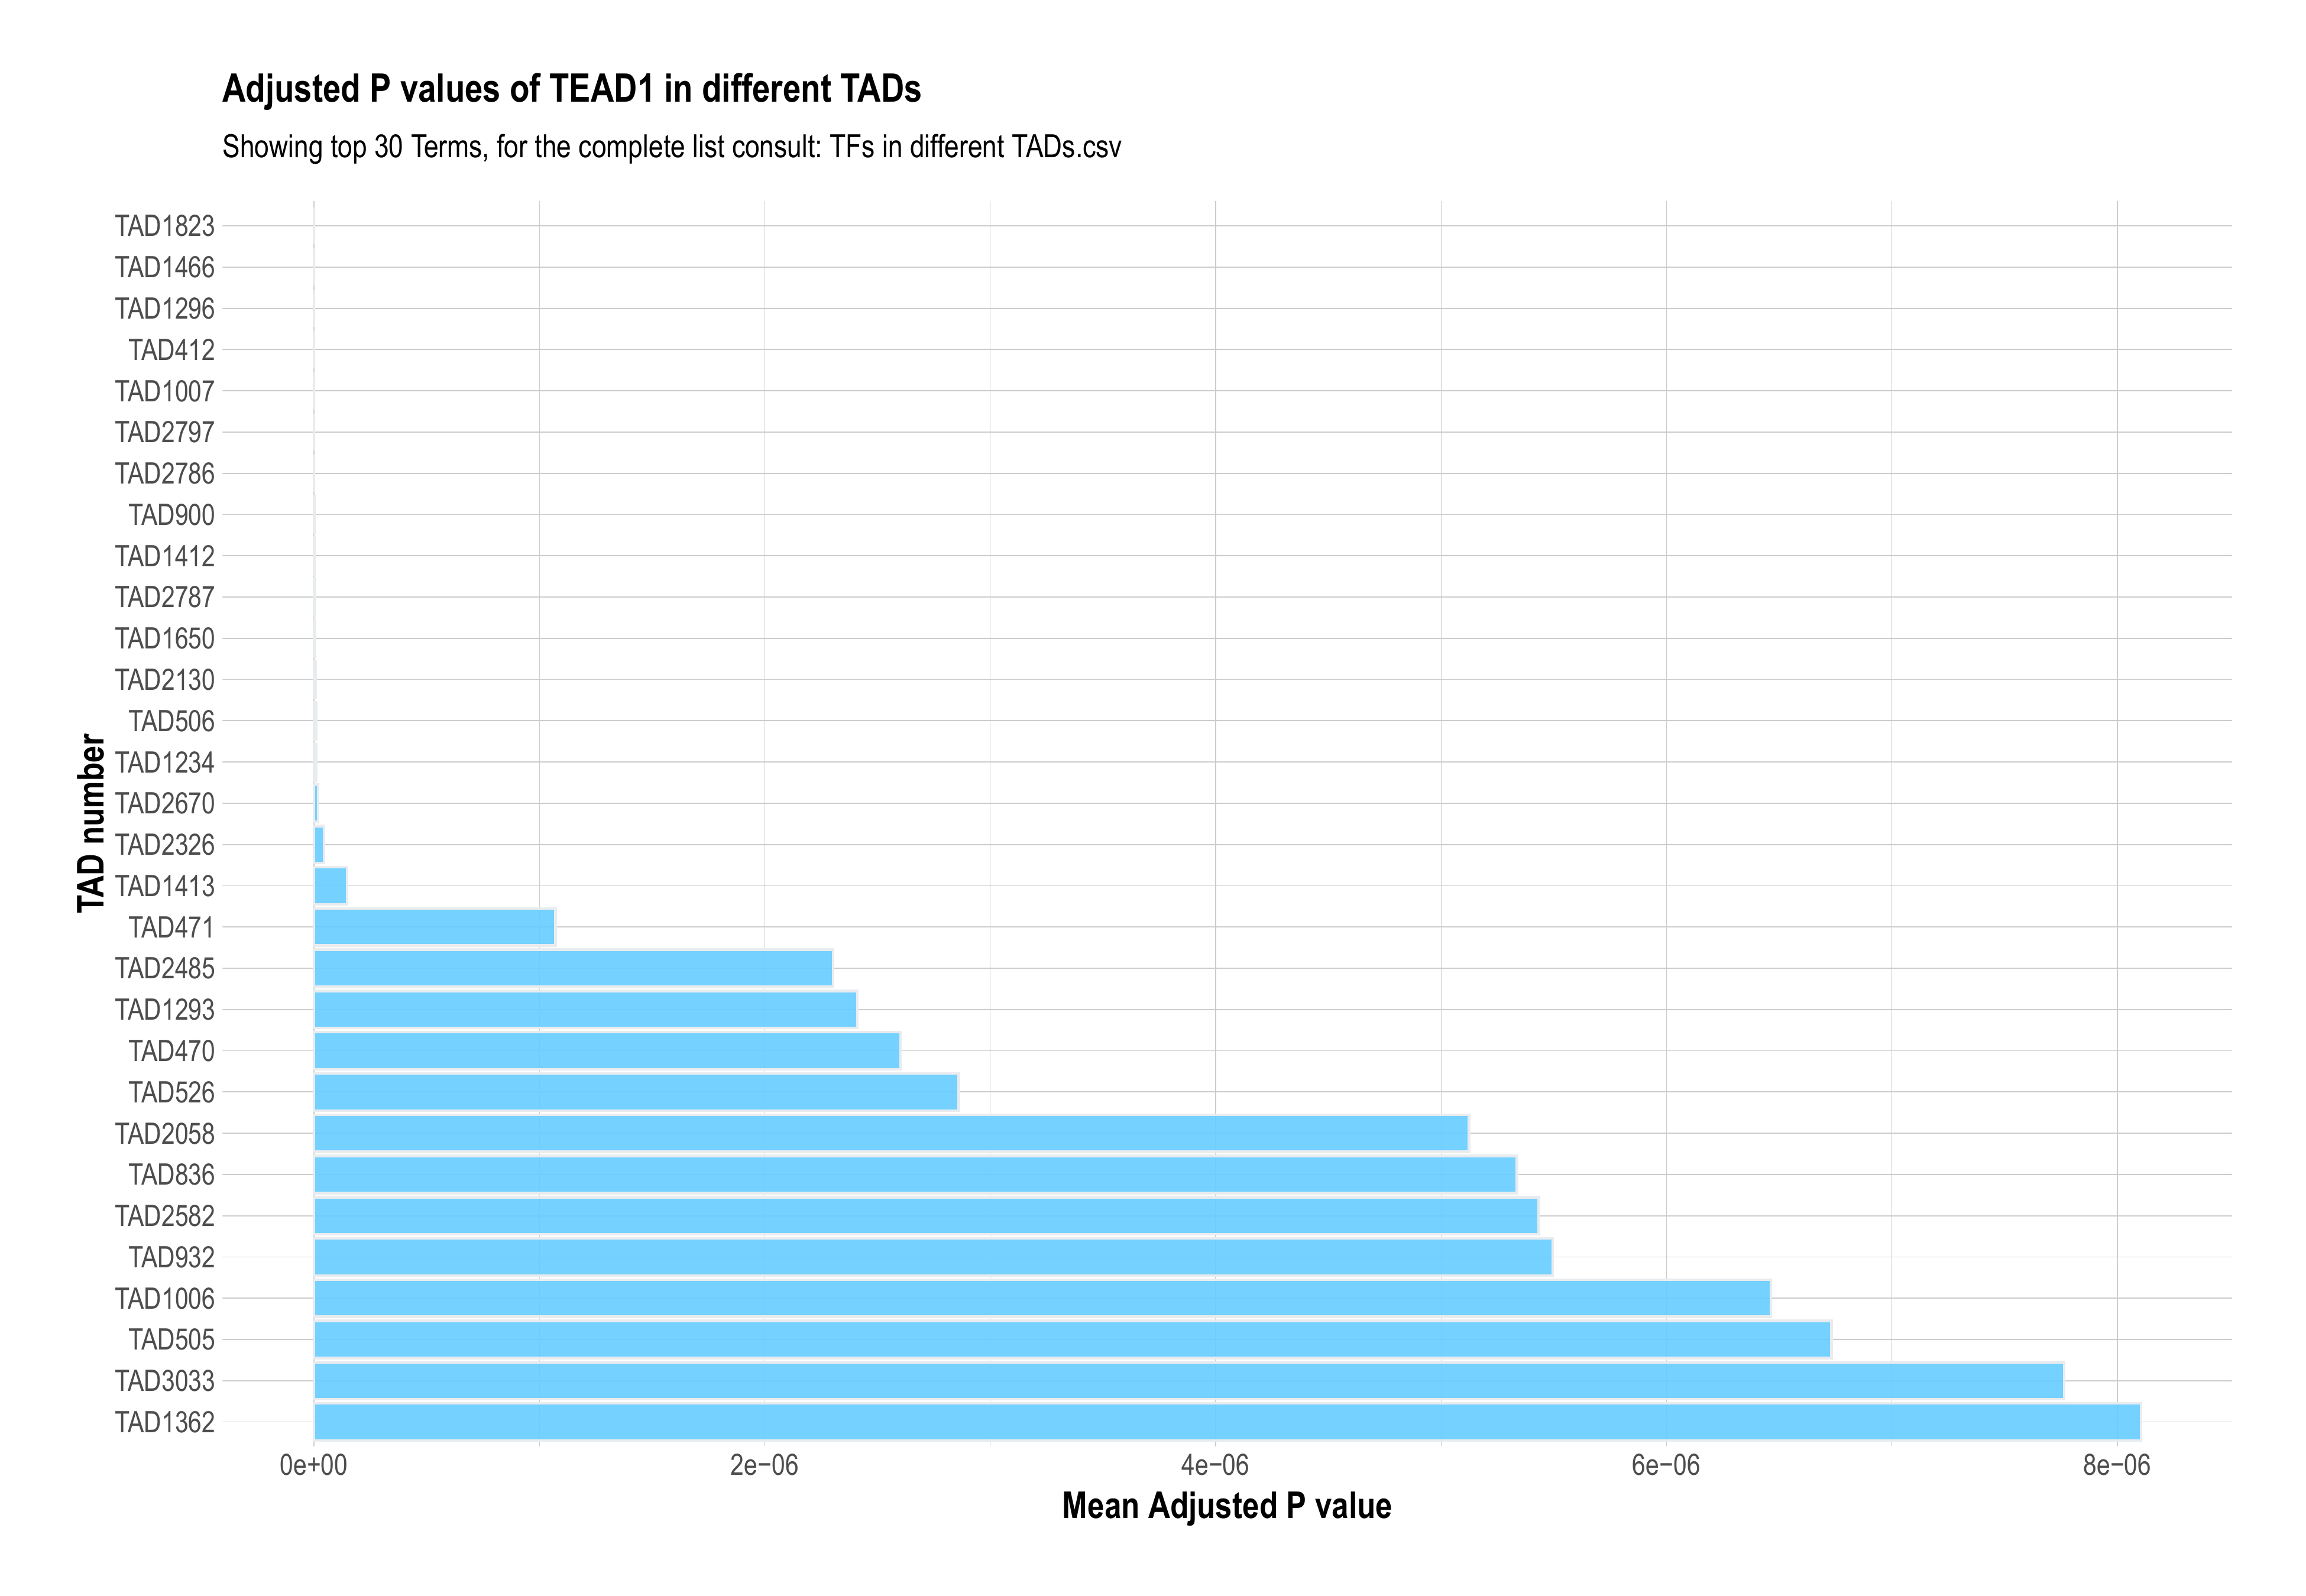 Adjusted P values of TEAD1 in different TADs
Showing top 30 Terms, for the complete list consult: TFs in different TADs.csv
TAD number
TAD1823
TAD1466
TAD1296
TAD412
TAD1007
TAD2797
TAD2786
TAD900
TAD1412
TAD2787
TAD1650
TAD2130
TAD506
TAD1234
TAD2670
TAD2326
TAD1413
TAD471
TAD2485
TAD1293
TAD470
TAD526
TAD2058
TAD836
TAD2582
TAD932
TAD1006
TAD505
TAD3033
TAD1362
0e+00 2e−06 4e−06 6e−06 8e−06
Mean Adjusted P value